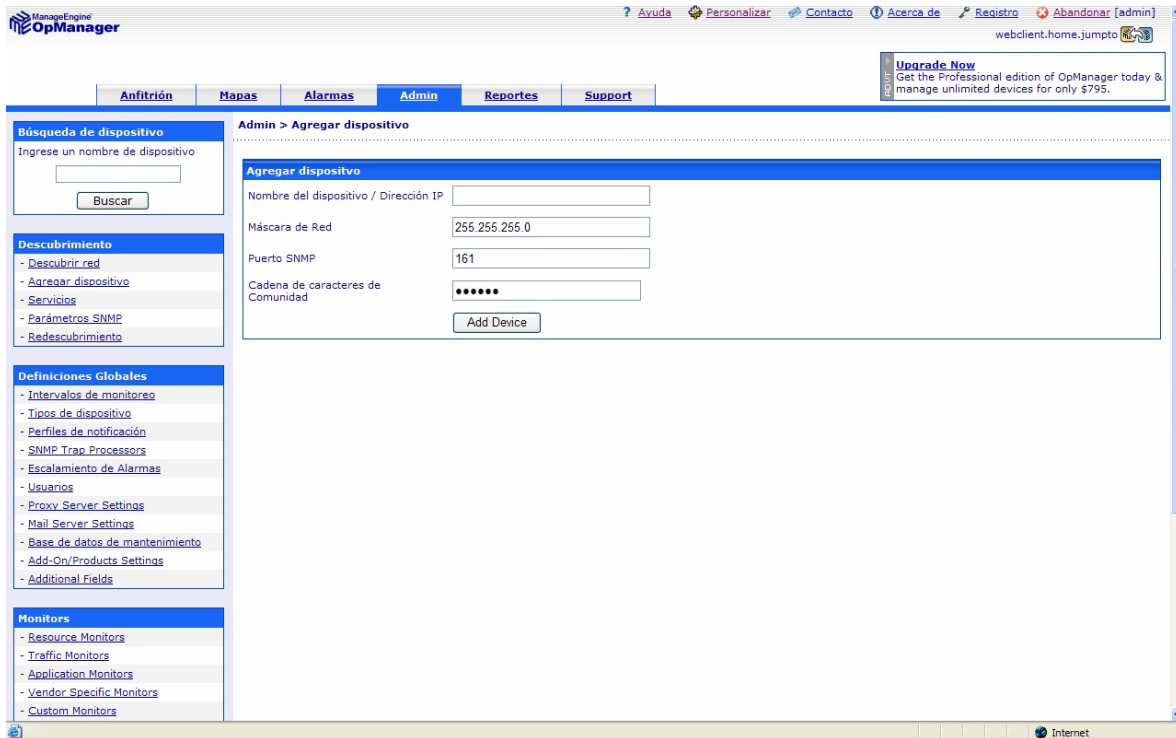 ManageEngine
OpManager
? Ayuda Personalizar Contacto Acerca de Registro Abandonar [admin]
webclient.home.jumpto
ADVT
Upgrade Now
Get the Professional edition of OpManager today &
manage unlimited devices for only $795.
Anfitrión Mapas Alarmas Admin Reportes Support
Búsqueda de dispositivo
Ingrese un nombre de dispositivo
Buscar
Descubrimiento
- Descubrir red
- Agregar dispositivo
- Servicios
- Parámetros SNMP
- Redescubrimiento
Definiciones Globales
- Intervalos de monitoreo
- Tipos de dispositivo
- Perfiles de notificación
- SNMP Trap Processors
- Escalamiento de Alarmas
- Usuarios
- Proxy Server Settings
- Mail Server Settings
- Base de datos de mantenimiento
- Add-On/Products Settings
- Additional Fields
Monitors
- Resource Monitors
- Traffic Monitors
- Application Monitors
- Vendor Specific Monitors
- Custom Monitors
Admin > Agregar dispositivo
Agregar dispositvo
Nombre del dispositivo / Dirección IP
Máscara de Red 255.255.255.0
Puerto SNMP 161
Cadena de caracteres de
Comunidad ••••••
Add Device
Internet